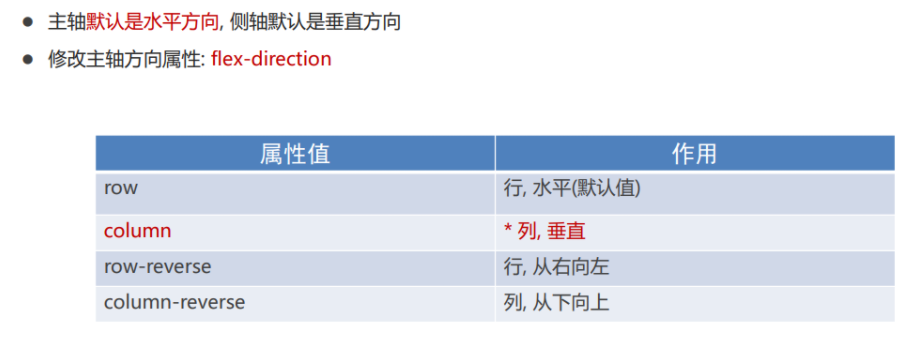 ● 主轴默认是水平方向, 侧轴默认是垂直方向
● 修改主轴方向属性: flex-direction
属性值 作用
row 行, 水平(默认值)
column * 列, 垂直
row-reverse 行, 从右向左
column-reverse 列, 从下向上